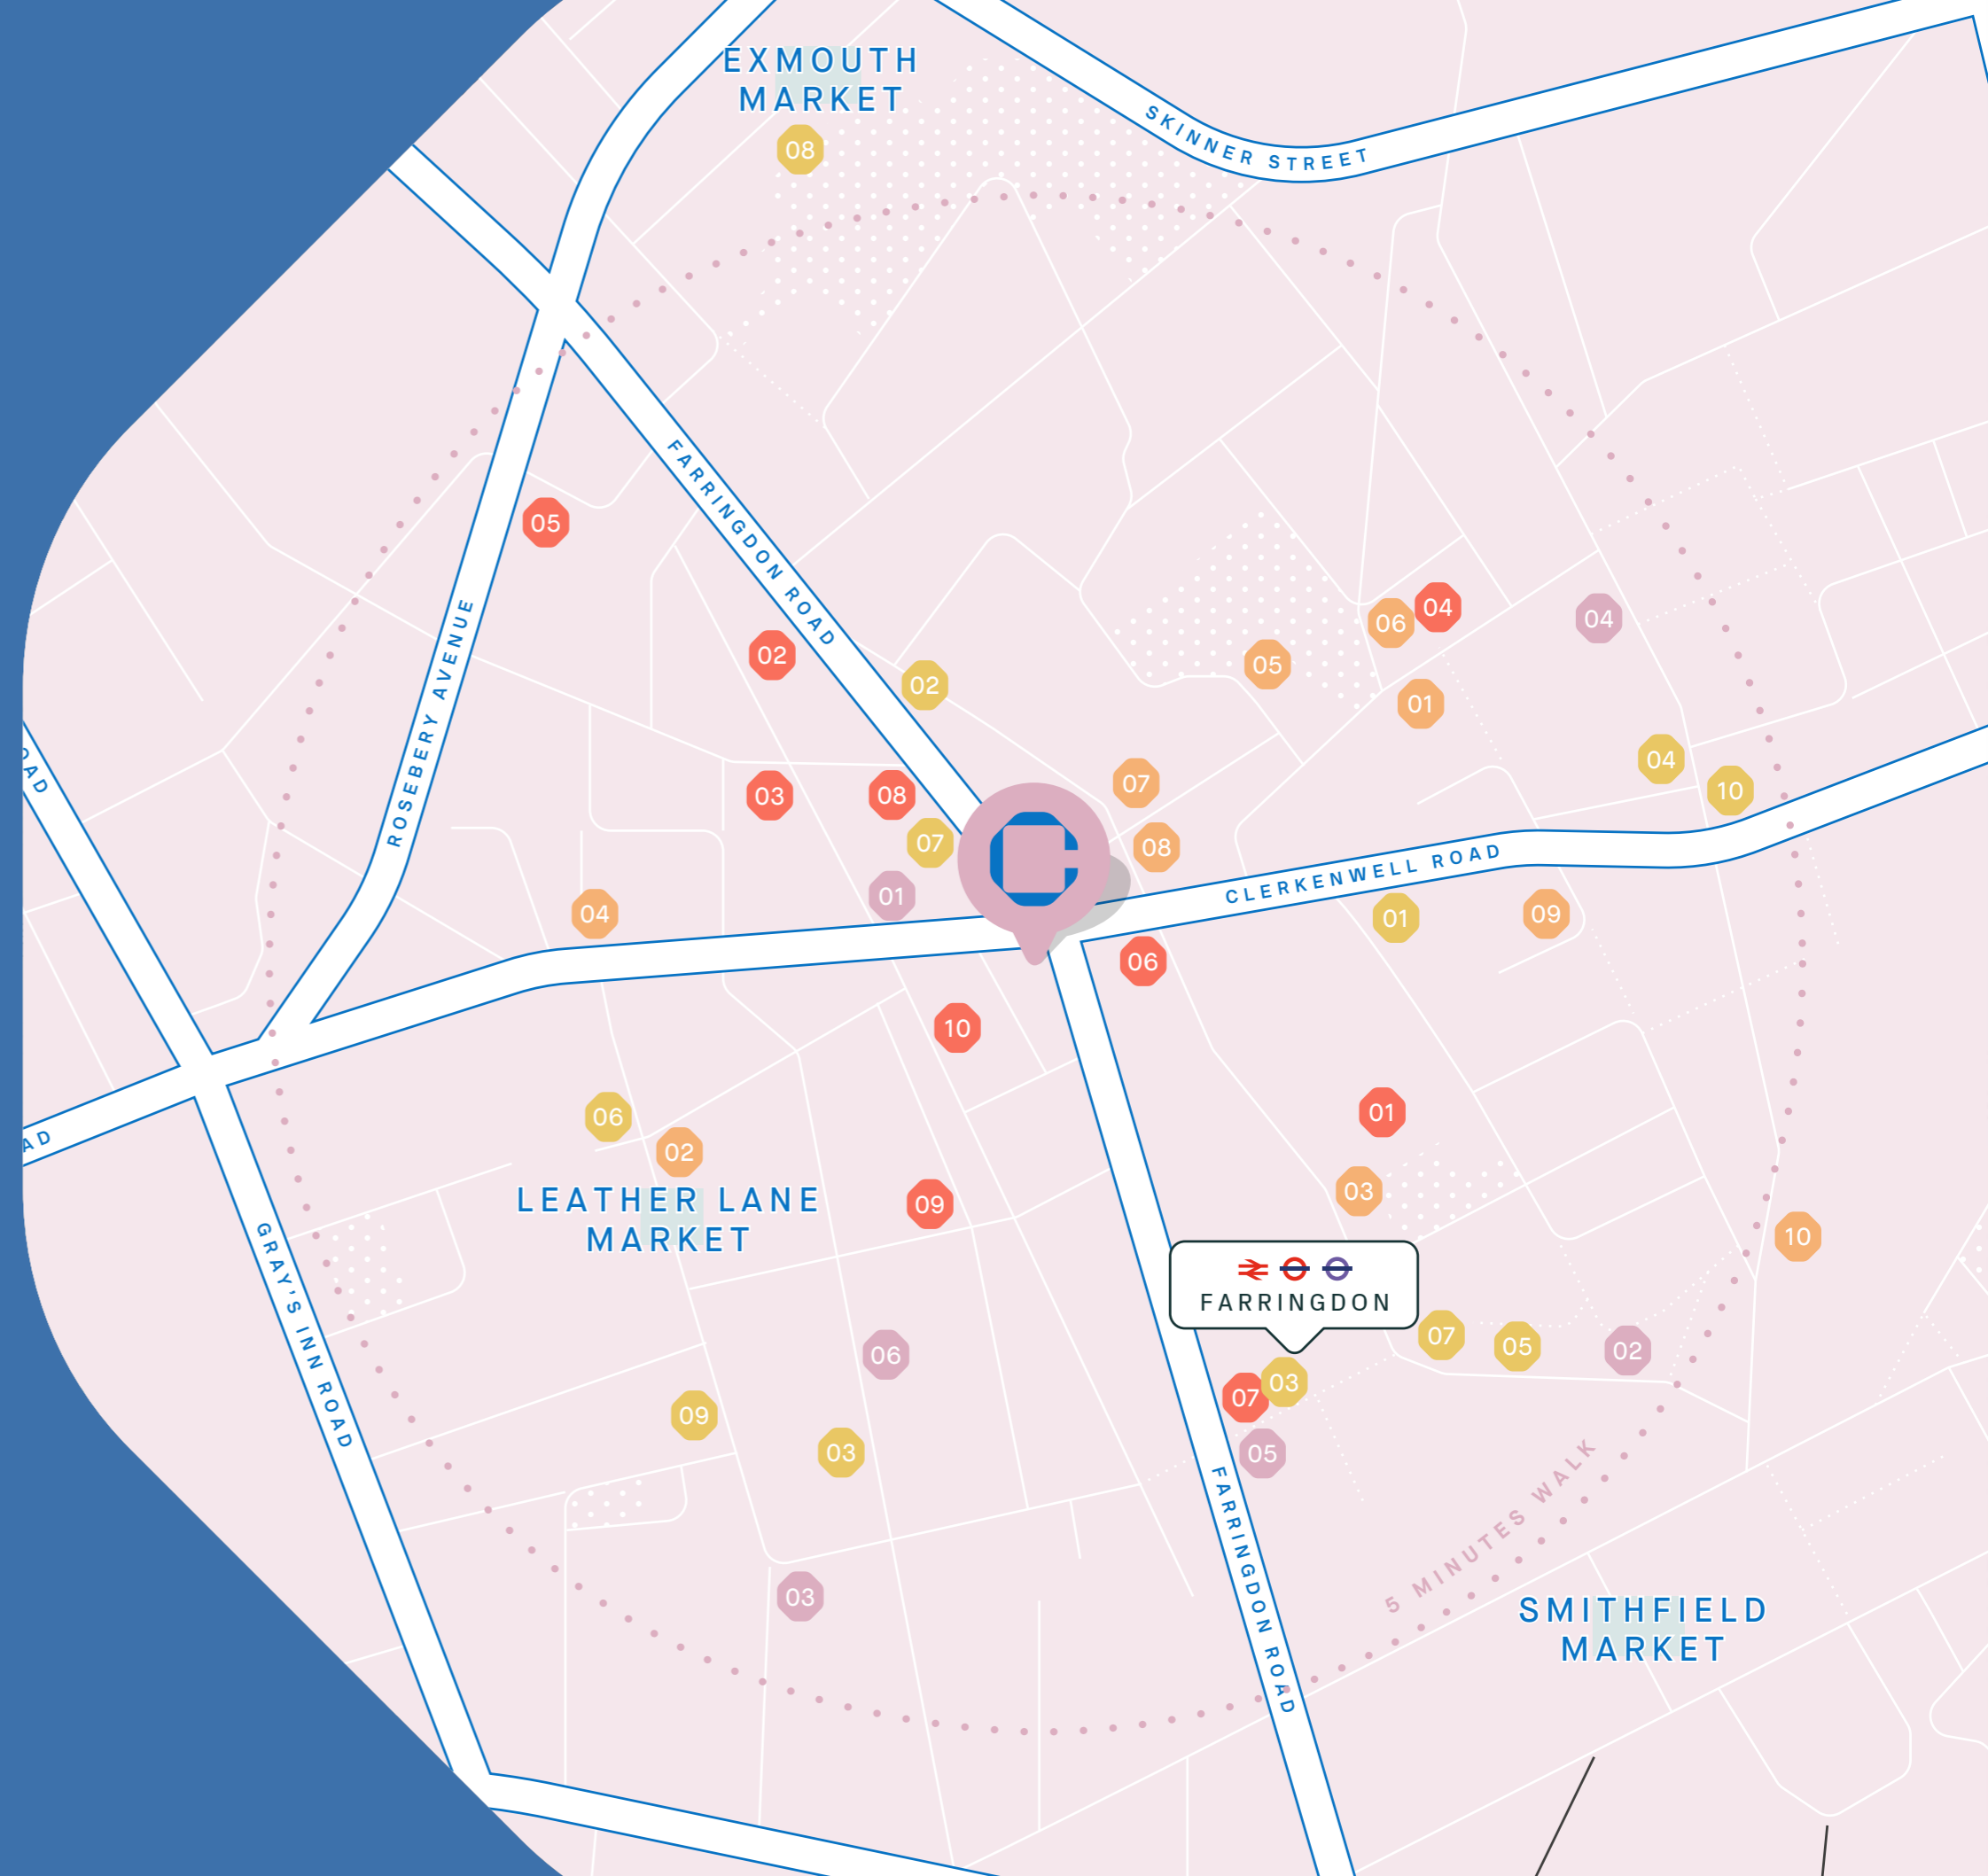 EXMOUTH
MARKET
SKINNER STREET
08
FARRINGDON ROAD
05
ROSEBERY AVENUE
02
02
06
04
04
05
01
04
10
07
03
08
07
08
01
04
CLERKENWELL ROAD
01
09
06
10
OAD
AD
06
02
LEATHER LANE
MARKET
09
01
03
10
GRAY'S INN ROAD
FARRINGDON
07
05
02
06
07
03
05
09
03
FARRINGDON ROAD
5 MINUTES WALK
03
SMITHFIELD
MARKET